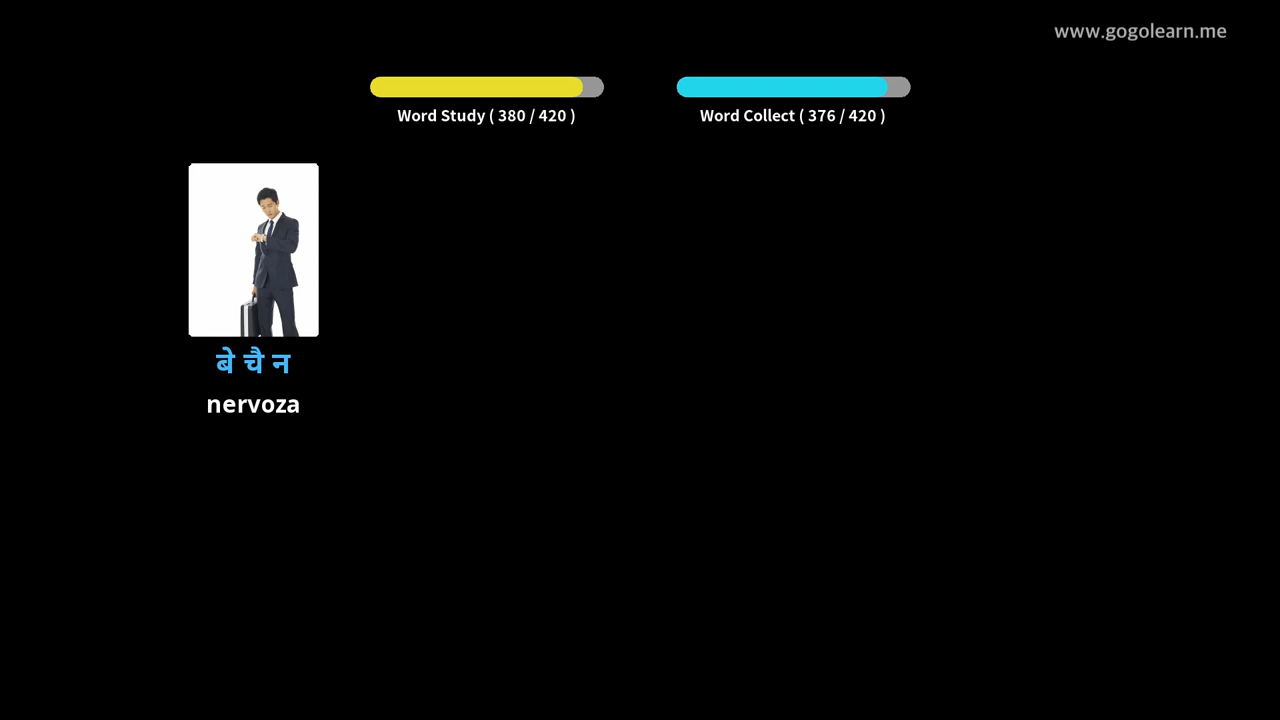 www.gogolearn.me
Word Study ( 380 / 420 )
Word Collect ( 376 / 420 )
बे चै न
nervoza